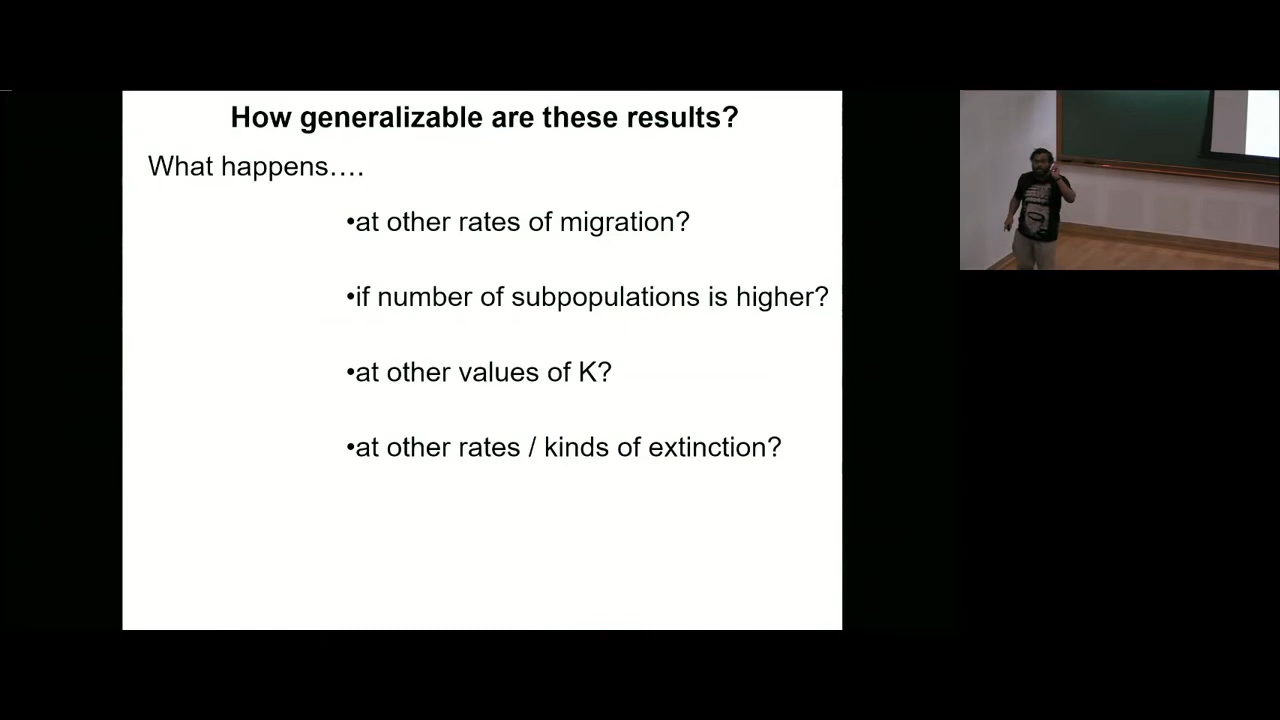 How generalizable are these results?
What happens….
•at other rates of migration?
•if number of subpopulations is higher?
•at other values of K?
•at other rates / kinds of extinction?